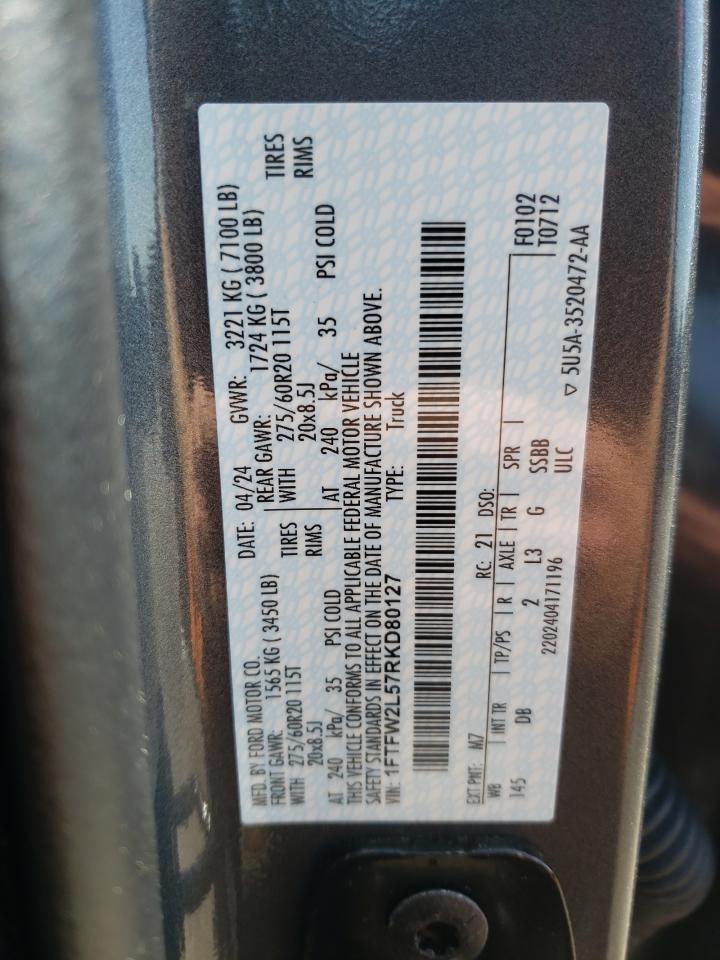 MFD. BY FORD MOTOR CO. DATE: 04/24 GVWR: 3221 KG ( 7100 LB)
FRONT GAWR: 1565 KG ( 3450 LB) REAR GAWR: 1724 KG ( 3800 LB)
WITH 275/60R20 115T TIRES WITH 275/60R20 115T TIRES
20x8.5J RIMS 20x8.5J RIMS
AT 240 kPa/ 35 PSI COLD AT 240 kPa/ 35 PSI COLD
THIS VEHICLE CONFORMS TO ALL APPLICABLE FEDERAL MOTOR VEHICLE
SAFETY STANDARDS IN EFFECT ON THE DATE OF MANUFACTURE SHOWN ABOVE.
VIN: 1FTFW2L57RKD80127 TYPE: Truck
EXT PNT: M7 RC: 21 DSO:
WB INT TR TP/PS R AXLE TR SPR F0102
145 DB 2 L3 G SSBB T0712
2202404171196 ULC ▽ 5U5A-3520472-AA